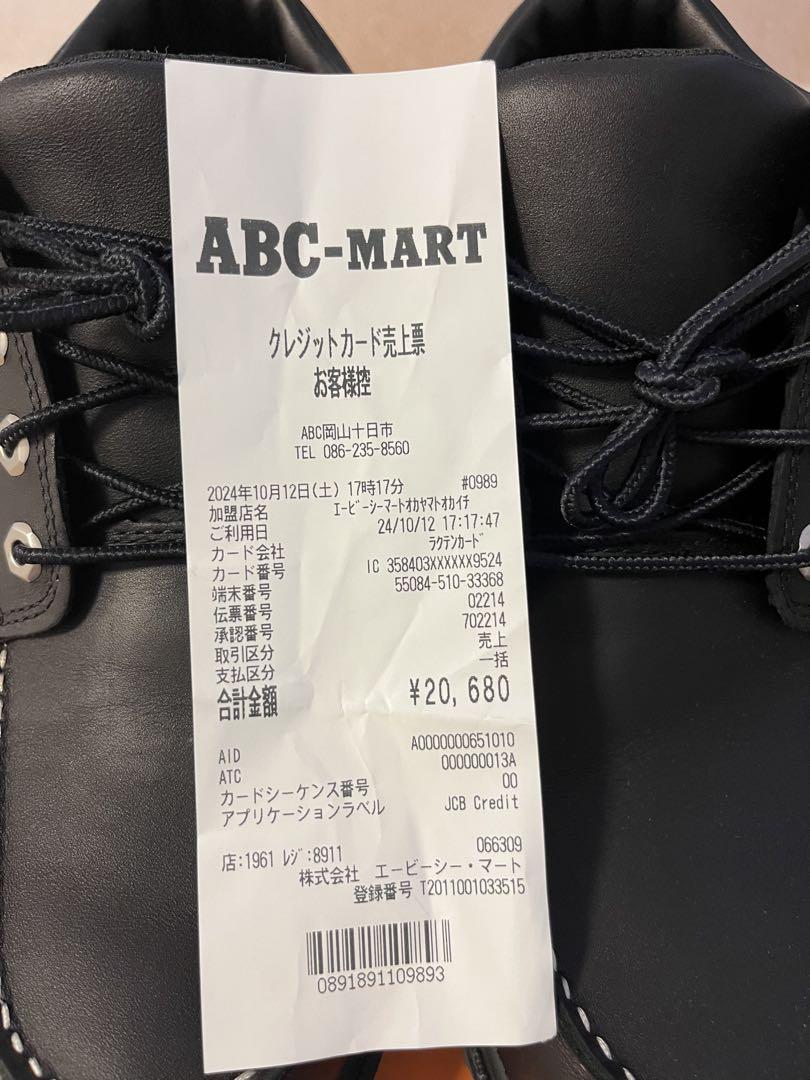 ABC-MART
クレジットカード売上票
お客様控
ABC岡山十日市
TEL 086-235-8560
2024年10月12日(土) 17時17分 #0989
加盟店名 ｴｰﾋﾞｰｼｰﾏｰﾄｵｶﾔﾏﾄｵｶｲﾁ
ご利用日 24/10/12 17:17:47
カード会社 ﾗｸﾃﾝｶｰﾄﾞ
カード番号 IC 358403XXXXXX9524
端末番号 55084-510-33368
伝票番号 02214
承認番号 702214
取引区分 売上
支払区分 一括
合計金額 ¥20,680
AID A0000000651010
ATC 000000013A
カードシーケンス番号 00
アプリケーションラベル JCB Credit
店:1961 ﾚｼﾞ:8911 066309
株式会社 エービーシー・マート
登録番号 T2011001033515
0891891109893